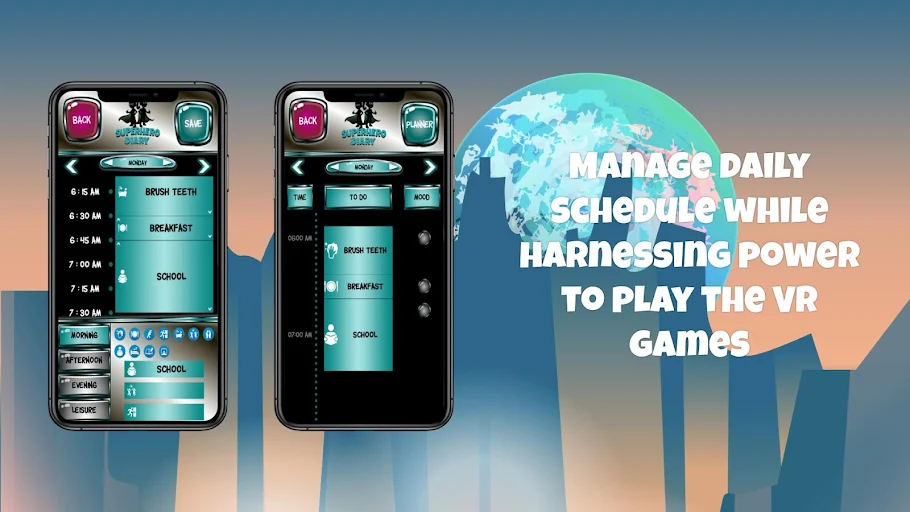 BACK
SUPERHERO
DIARY
SAVE
MONDAY
6 : 15 AM
BRUSH TEETH
6 : 30 AM
BREAKFAST
6 : 45 AM
7 : 00 AM
SCHOOL
7 : 15 AM
7 : 30 AM
MORNING
AFTERNOON
EVENING
LEISURE
SCHOOL
BACK
SUPERHERO
DIARY
PLANNER
MONDAY
TIME
TO DO
MOOD
06:00 AM
BRUSH TEETH
BREAKFAST
07:00 AM
SCHOOL
Manage daily
schedule while
harnessing power
to play the VR
games